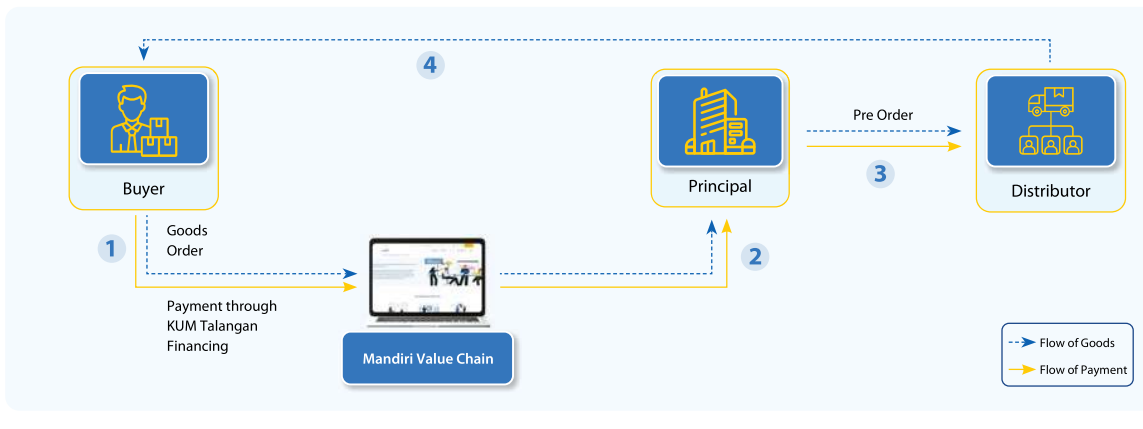 4
Buyer
Principal
Pre Order
3
Distributor
1
Goods
Order
2
Payment through
KUM Talangan
Financing
Mandiri Value Chain
Flow of Goods
Flow of Payment